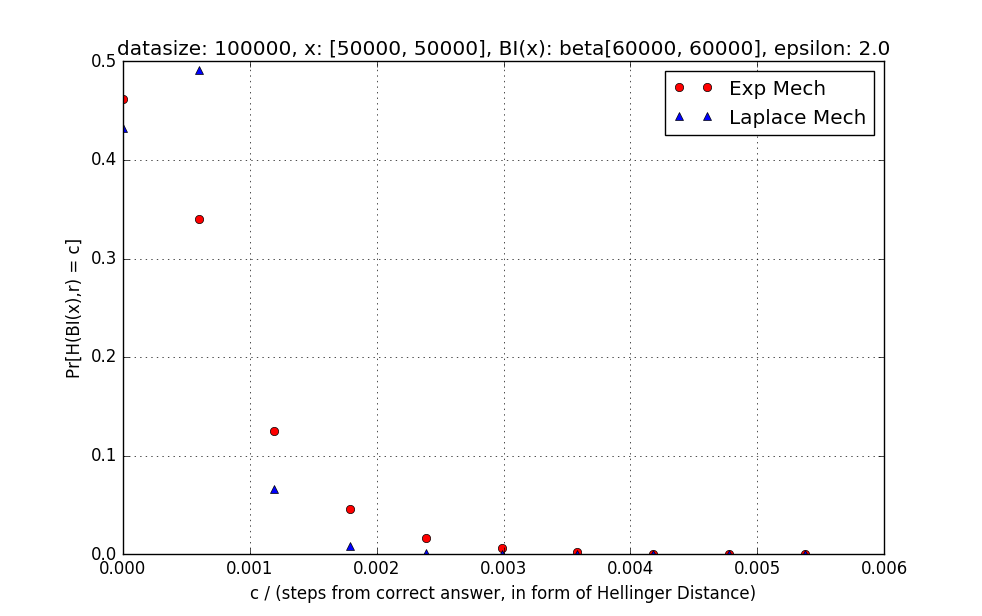 datasize: 100000, x: [50000, 50000], BI(x): beta[60000, 60000], epsilon: 2.0
Exp Mech
Laplace Mech
0.5
0.4
0.3
0.2
0.1
0.0
Pr[H(BI(x),r) = c]
0.000 0.001 0.002 0.003 0.004 0.005 0.006
c / (steps from correct answer, in form of Hellinger Distance)